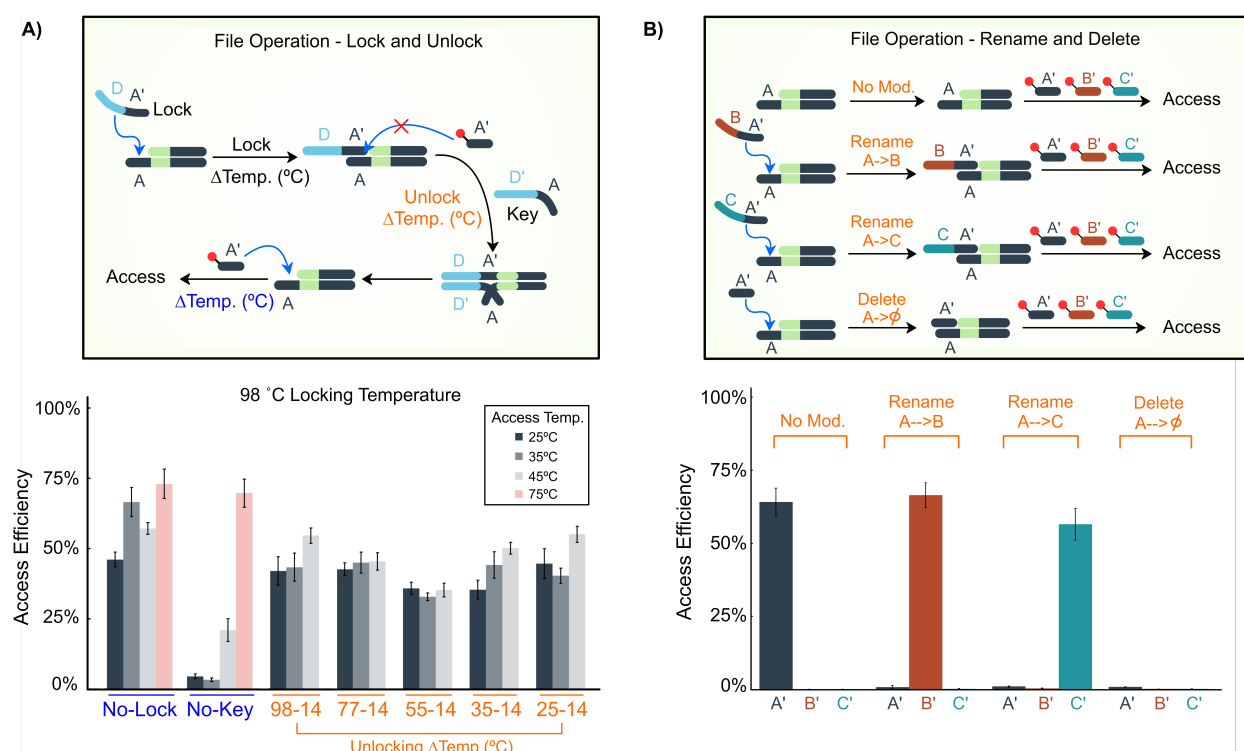 A)
File Operation - Lock and Unlock
D
A'
Lock
A
Lock
ΔTemp. (ºC)
D
A'
A
A'
Unlock
ΔTemp. (ºC)
D'
A
Key
D
A'
D'
A
A'
A
Access
ΔTemp. (ºC)
98 ˚C Locking Temperature
Access Efficiency
100%
75%
50%
25%
0%
Access Temp.
25ºC
35ºC
45ºC
75ºC
No-Lock
No-Key
98-14
77-14
55-14
35-14
25-14
Unlocking ΔTemp (ºC)
B)
File Operation - Rename and Delete
A
No Mod.
A
A'
B'
C'
Access
B
A'
A
Rename
A->B
B
A'
A
A'
B'
C'
Access
C
A'
A
Rename
A->C
C
A'
A
A'
B'
C'
Access
A'
A
Delete
A->ϕ
A'
A
A'
B'
C'
Access
Access Efficiency
100%
75%
50%
25%
0%
No Mod.
Rename
A-->B
Rename
A-->C
Delete
A-->ϕ
A' B' C'
A' B' C'
A' B' C'
A' B' C'